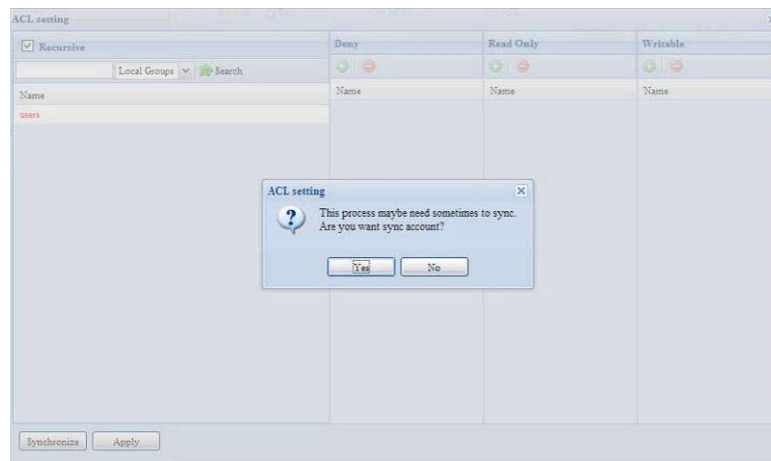 ACL setting
Recursive
Deny
Read Only
Writable
Local Groups
Search
Name
Name
Name
Name
users
ACL setting
This process maybe need sometimes to sync.
Are you want sync account?
Yes
No
Synchronize
Apply